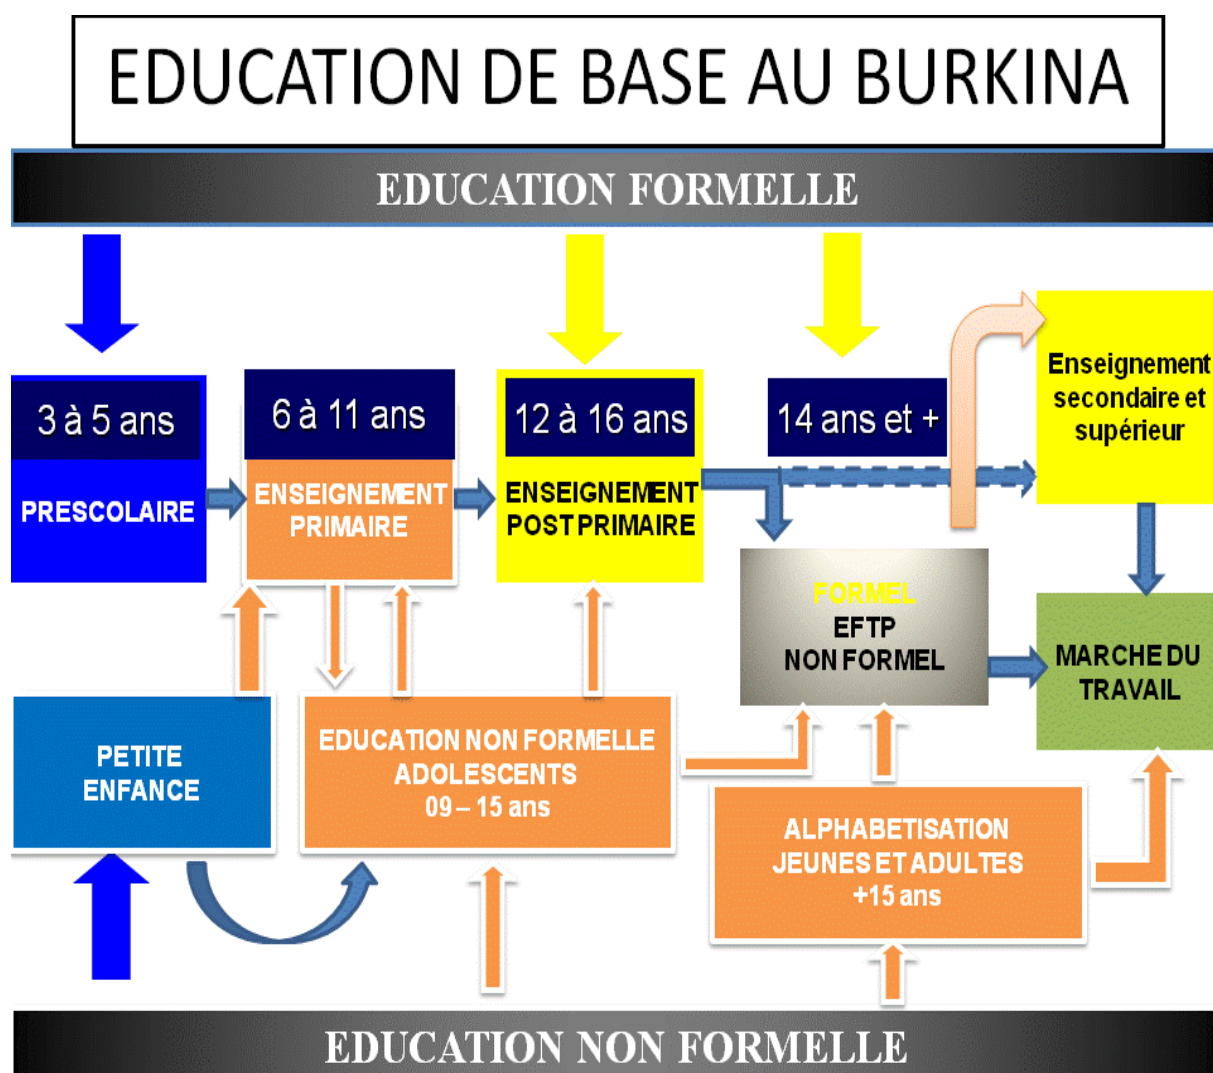 EDUCATION DE BASE AU BURKINA
EDUCATION FORMELLE
3 à 5 ans
PRESCOLAIRE
6 à 11 ans
ENSEIGNEMENT
PRIMAIRE
12 à 16 ans
ENSEIGNEMENT
POST PRIMAIRE
14 ans et +
Enseignement
secondaire et
supérieur
FORMEL
EFTP
NON FORMEL
MARCHE DU
TRAVAIL
PETITE
ENFANCE
EDUCATION NON FORMELLE
ADOLESCENTS
09 – 15 ans
ALPHABETISATION
JEUNES ET ADULTES
+15 ans
EDUCATION NON FORMELLE